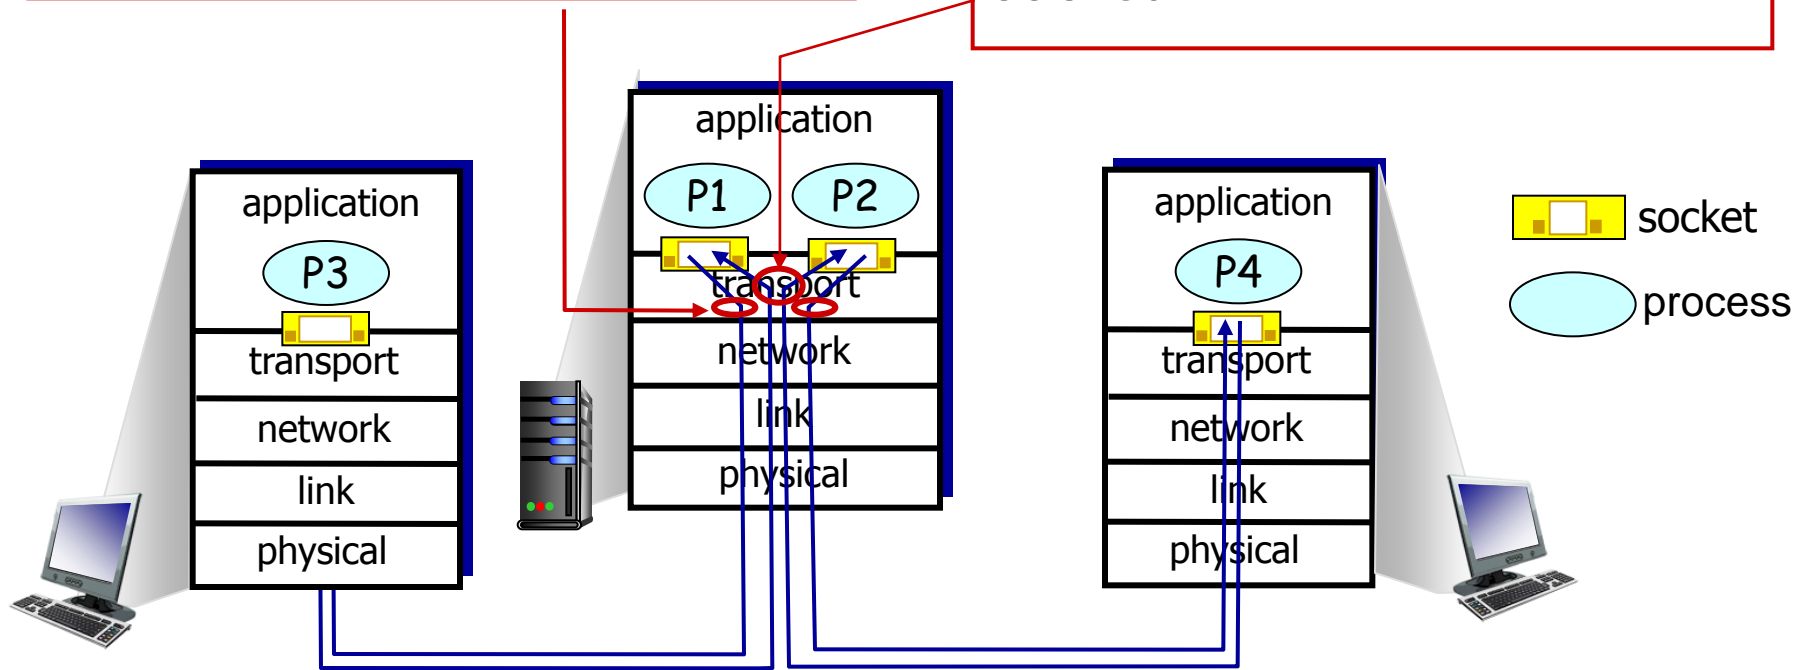 application
P1
P2
transport
network
link
physical
application
P3
transport
network
link
physical
application
P4
transport
network
link
physical
socket
process